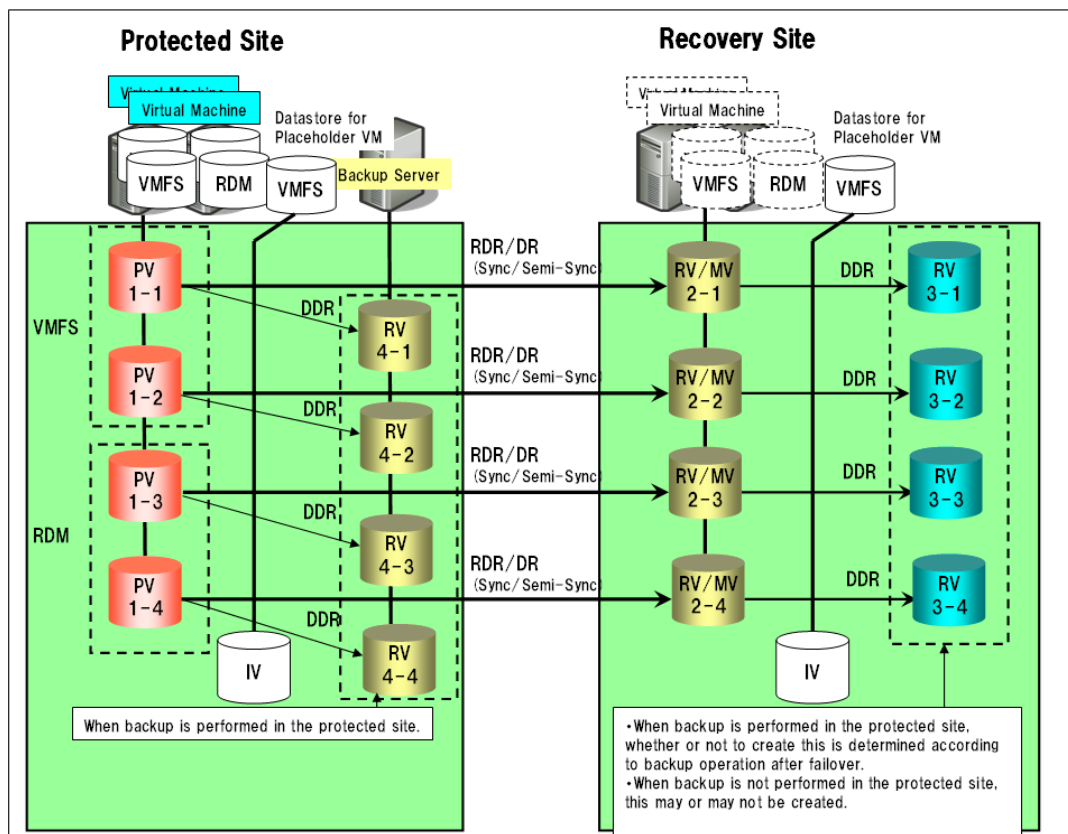 Protected Site
Recovery Site
Virtual Machine
Virtual Machine
Datastore for
Placeholder VM
VMFS
RDM
VMFS
Backup Server
Virtual Machine
Virtual Machine
Datastore for
Placeholder VM
VMFS
RDM
VMFS
VMFS
RDM
PV
1-1
PV
1-2
PV
1-3
PV
1-4
DDR
DDR
DDR
DDR
RV
4-1
RV
4-2
RV
4-3
RV
4-4
IV
When backup is performed in the protected site.
RDR/DR
(Sync/Semi-Sync)
RDR/DR
(Sync/Semi-Sync)
RDR/DR
(Sync/Semi-Sync)
RDR/DR
(Sync/Semi-Sync)
RV/MV
2-1
RV/MV
2-2
RV/MV
2-3
RV/MV
2-4
DDR
DDR
DDR
DDR
RV
3-1
RV
3-2
RV
3-3
RV
3-4
IV
・When backup is performed in the protected site,
whether or not to create this is determined according
to backup operation after failover.
・When backup is not performed in the protected site,
this may or may not be created.